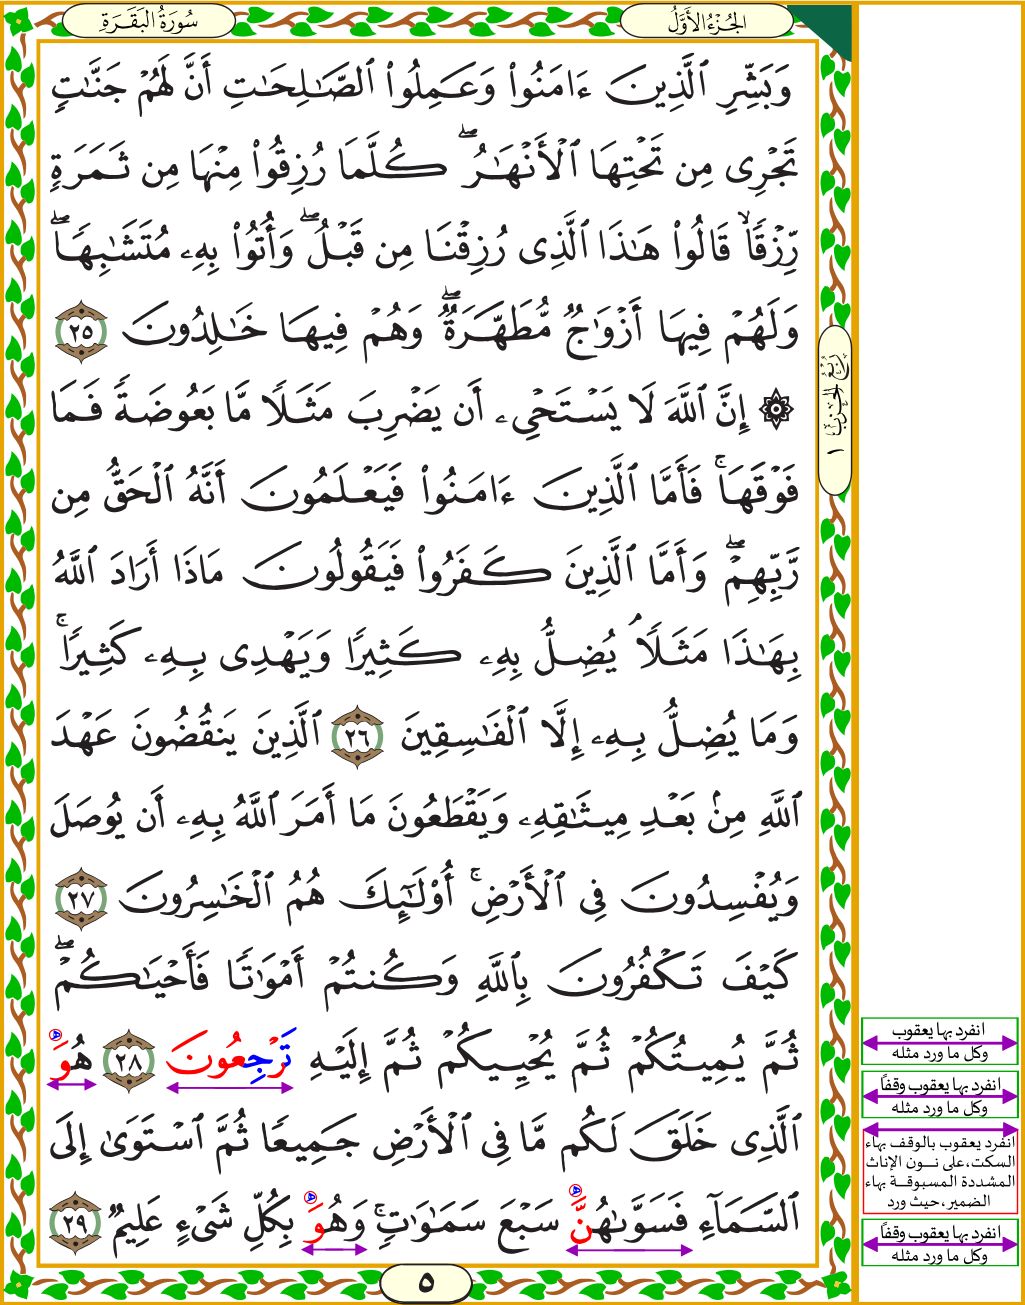 سُورَةُ البَقَرَةِ
الجُزْءُ الأَوَّلُ
وَبَشِّرِ ٱلَّذِينَ ءَامَنُوا۟ وَعَمِلُوا۟ ٱلصَّٰلِحَٰتِ أَنَّ لَهُمْ جَنَّٰتٍ
تَجْرِى مِن تَحْتِهَا ٱلْأَنْهَٰرُ ۖ كُلَّمَا رُزِقُوا۟ مِنْهَا مِن ثَمَرَةٍ
رِّزْقًا ۙ قَالُوا۟ هَٰذَا ٱلَّذِى رُزِقْنَا مِن قَبْلُ ۖ وَأُتُوا۟ بِهِۦ مُتَشَٰبِهًا ۖ
وَلَهُمْ فِيهَا أَزْوَٰجٌ مُّطَهَّرَةٌ ۖ وَهُمْ فِيهَا خَٰلِدُونَ ٢٥
۞ إِنَّ ٱللَّهَ لَا يَسْتَحْىِۦ أَن يَضْرِبَ مَثَلًا مَّا بَعُوضَةً فَمَا
فَوْقَهَا ۚ فَأَمَّا ٱلَّذِينَ ءَامَنُوا۟ فَيَعْلَمُونَ أَنَّهُ ٱلْحَقُّ مِن
رَّبِّهِمْ ۖ وَأَمَّا ٱلَّذِينَ كَفَرُوا۟ فَيَقُولُونَ مَاذَا أَرَادَ ٱللَّهُ
بِهَٰذَا مَثَلًا ۘ يُضِلُّ بِهِۦ كَثِيرًا وَيَهْدِى بِهِۦ كَثِيرًا ۚ
وَمَا يُضِلُّ بِهِۦ إِلَّا ٱلْفَٰسِقِينَ ٢٦ ٱلَّذِينَ يَنقُضُونَ عَهْدَ
ٱللَّهِ مِنۢ بَعْدِ مِيثَٰقِهِۦ وَيَقْطَعُونَ مَا أَمَرَ ٱللَّهُ بِهِۦ أَن يُوصَلَ
وَيُفْسِدُونَ فِى ٱلْأَرْضِ ۚ أُو۟لَٰٓئِكَ هُمُ ٱلْخَٰسِرُونَ ٢٧
كَيْفَ تَكْفُرُونَ بِٱللَّهِ وَكُنتُمْ أَمْوَٰتًا فَأَحْيَٰكُمْ ۖ
ثُمَّ يُمِيتُكُمْ ثُمَّ يُحْيِيكُمْ ثُمَّ إِلَيْهِ تَرْجِعُونَ ٢٨ هُوَ
ٱلَّذِى خَلَقَ لَكُم مَّا فِى ٱلْأَرْضِ جَمِيعًا ثُمَّ ٱسْتَوَىٰ إِلَى
ٱلسَّمَآءِ فَسَوَّىٰهُنَّ سَبْعَ سَمَٰوَٰتٍ ۚ وَهُوَ بِكُلِّ شَىْءٍ عَلِيمٌ ٢٩
رُبْعُ الحِزْبِ ١
انفرد بها يعقوب
وكل ما ورد مثله
انفرد بها يعقوب وقفًا
وكل ما ورد مثله
انفرد يعقوب بالوقف بهاء
السكت، على نون الإناث
المشددة المسبوقة بهاء
الضمير، حيث ورد
انفرد بها يعقوب وقفًا
وكل ما ورد مثله
٥